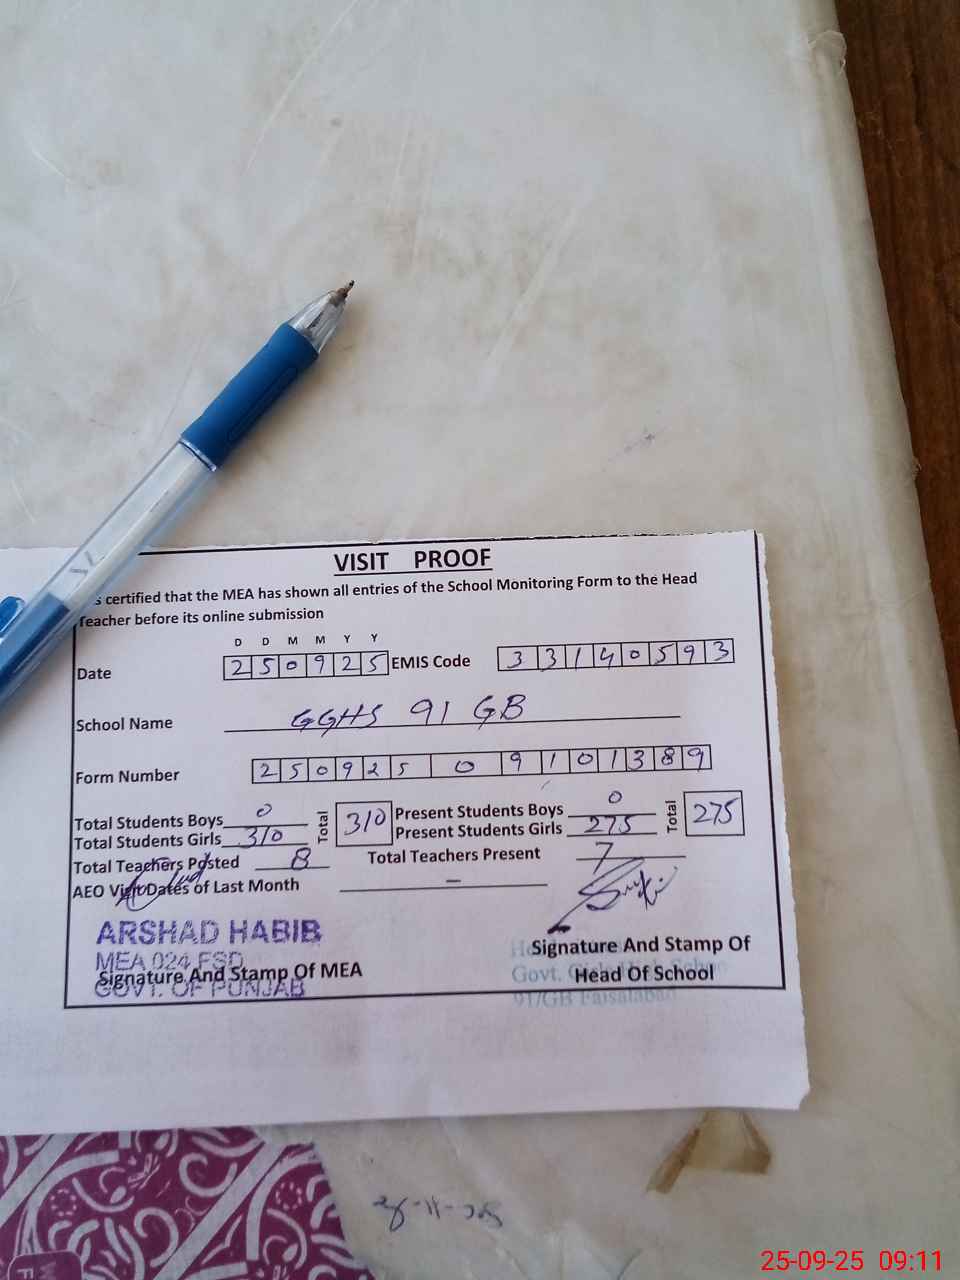 VISIT PROOF
s certified that the MEA has shown all entries of the School Monitoring Form to the Head
Teacher before its online submission
D D M M Y Y
Date 2 5 0 9 2 5 EMIS Code 3 3 1 4 0 5 9 3
School Name GGHS 91 GB
Form Number 2 5 0 9 2 5 0 9 1 0 1 3 8 9
Total Students Boys 0 Total 310 Present Students Boys 0 Total 275
Total Students Girls 310 Present Students Girls 275
Total Teachers Posted 8 Total Teachers Present 7
AEO Visit Dates of Last Month –
ARSHAD HABIB
MEA 024 FSD
GOVT. OF PUNJAB
Signature And Stamp Of MEA
Signature And Stamp Of
Head Of School
Govt. Girls High
91/GB Faisalabad
25-09-25 09:11